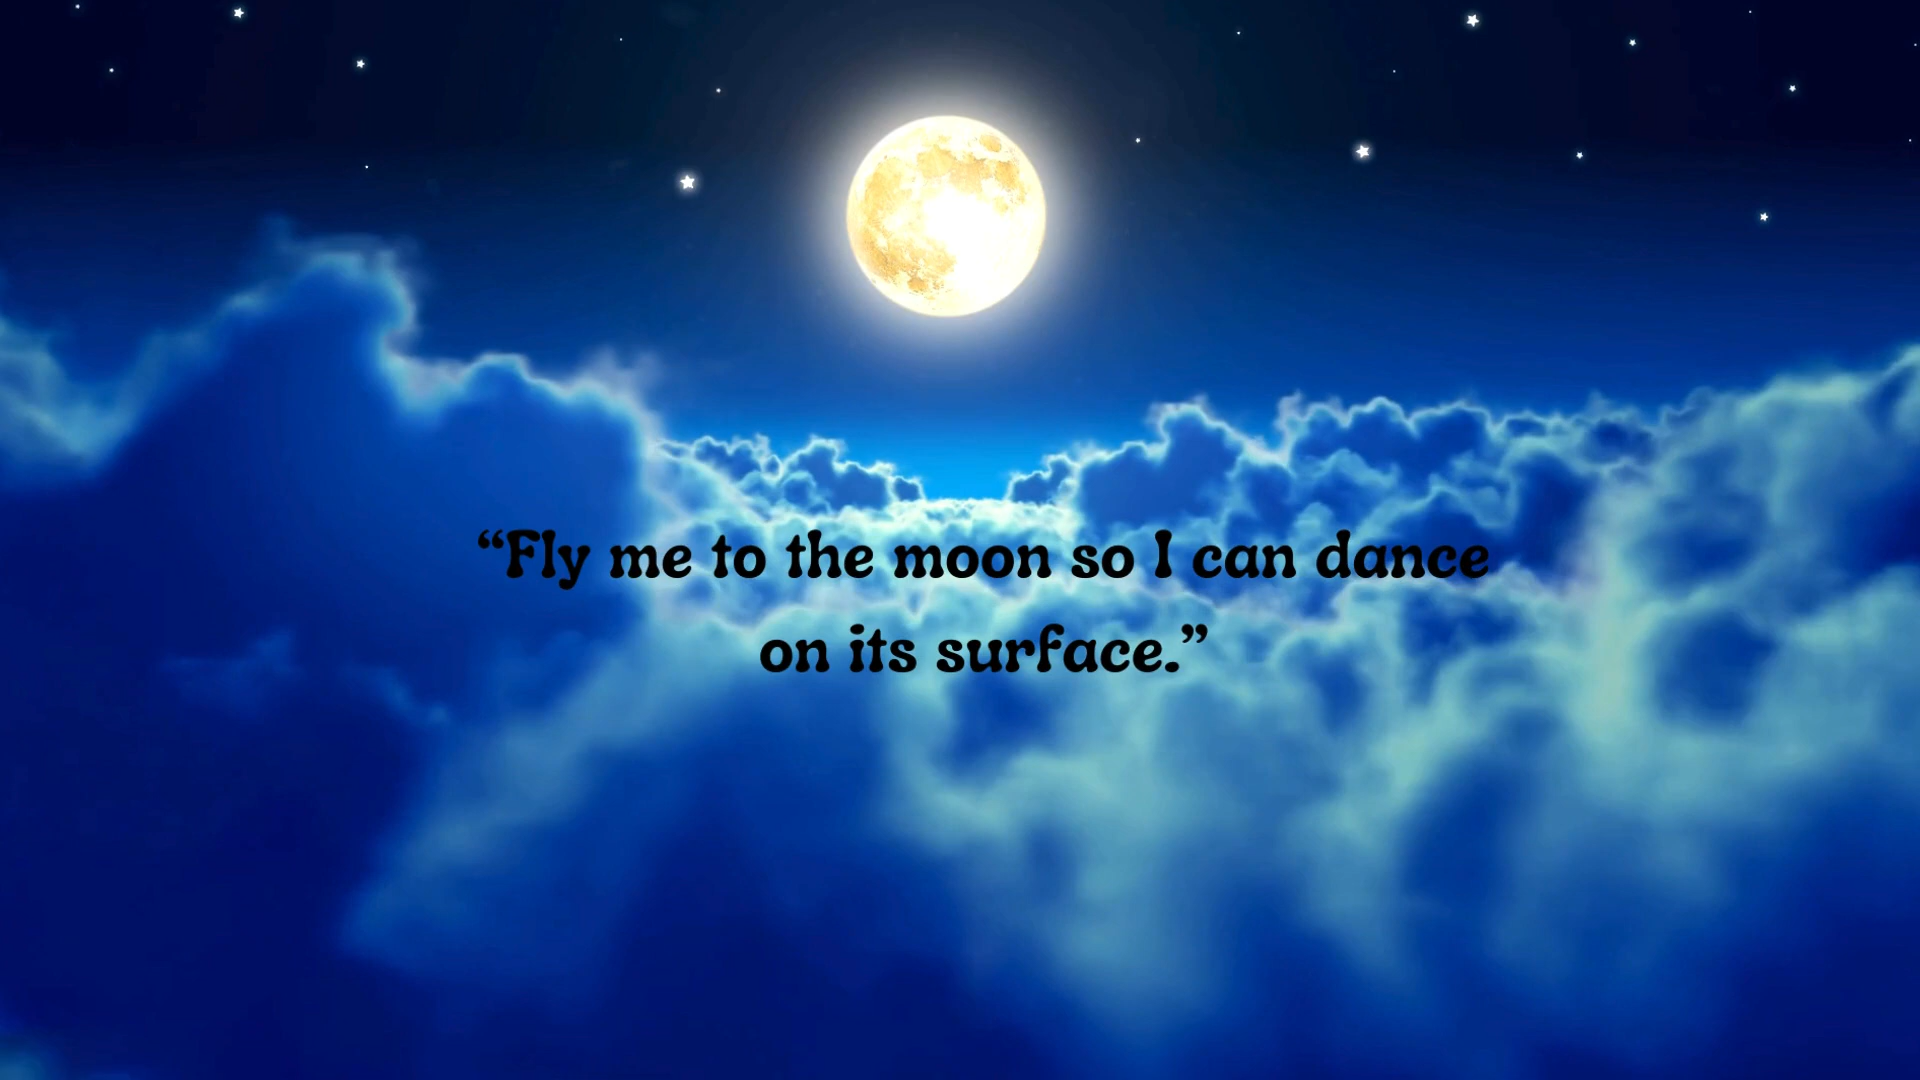 “Fly me to the moon so I can dance
on its surface.”